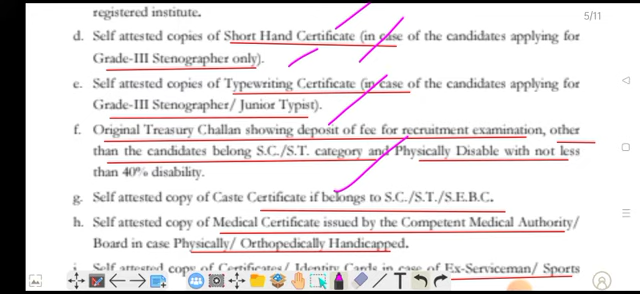 registered institute.
5/11
d. Self attested copies of Short Hand Certificate (in case of the candidates applying for
Grade-III Stenographer only).
e. Self attested copies of Typewriting Certificate (in case of the candidates applying for
Grade-III Stenographer/ Junior Typist).
f. Original Treasury Challan showing deposit of fee for recruitment examination, other
than the candidates belong S.C./S.T. category and Physically Disable with not less
than 40% disability.
g. Self attested copy of Caste Certificate if belongs to S.C./S.T./S.E.B.C.
h. Self attested copy of Medical Certificate issued by the Competent Medical Authority/
Board in case Physically/ Orthopedically Handicapped.
i. Self attested copy of Certificates/ Identity Cards in case of Ex-Serviceman/ Sports
T